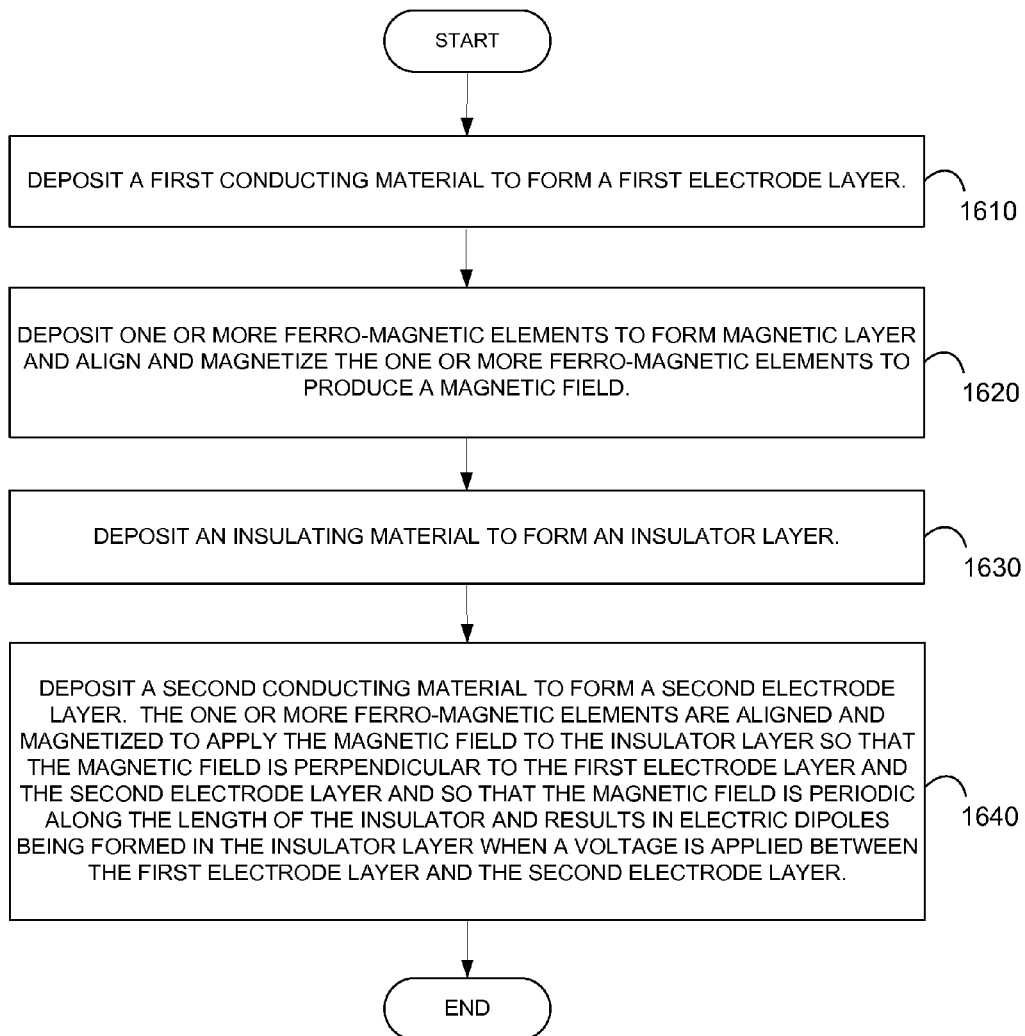 START
DEPOSIT A FIRST CONDUCTING MATERIAL TO FORM A FIRST ELECTRODE LAYER.
1610
DEPOSIT ONE OR MORE FERRO-MAGNETIC ELEMENTS TO FORM MAGNETIC LAYER
AND ALIGN AND MAGNETIZE THE ONE OR MORE FERRO-MAGNETIC ELEMENTS TO
PRODUCE A MAGNETIC FIELD.
1620
DEPOSIT AN INSULATING MATERIAL TO FORM AN INSULATOR LAYER.
1630
DEPOSIT A SECOND CONDUCTING MATERIAL TO FORM A SECOND ELECTRODE
LAYER. THE ONE OR MORE FERRO-MAGNETIC ELEMENTS ARE ALIGNED AND
MAGNETIZED TO APPLY THE MAGNETIC FIELD TO THE INSULATOR LAYER SO THAT
THE MAGNETIC FIELD IS PERPENDICULAR TO THE FIRST ELECTRODE LAYER AND
THE SECOND ELECTRODE LAYER AND SO THAT THE MAGNETIC FIELD IS PERIODIC
ALONG THE LENGTH OF THE INSULATOR AND RESULTS IN ELECTRIC DIPOLES
BEING FORMED IN THE INSULATOR LAYER WHEN A VOLTAGE IS APPLIED BETWEEN
THE FIRST ELECTRODE LAYER AND THE SECOND ELECTRODE LAYER.
1640
END